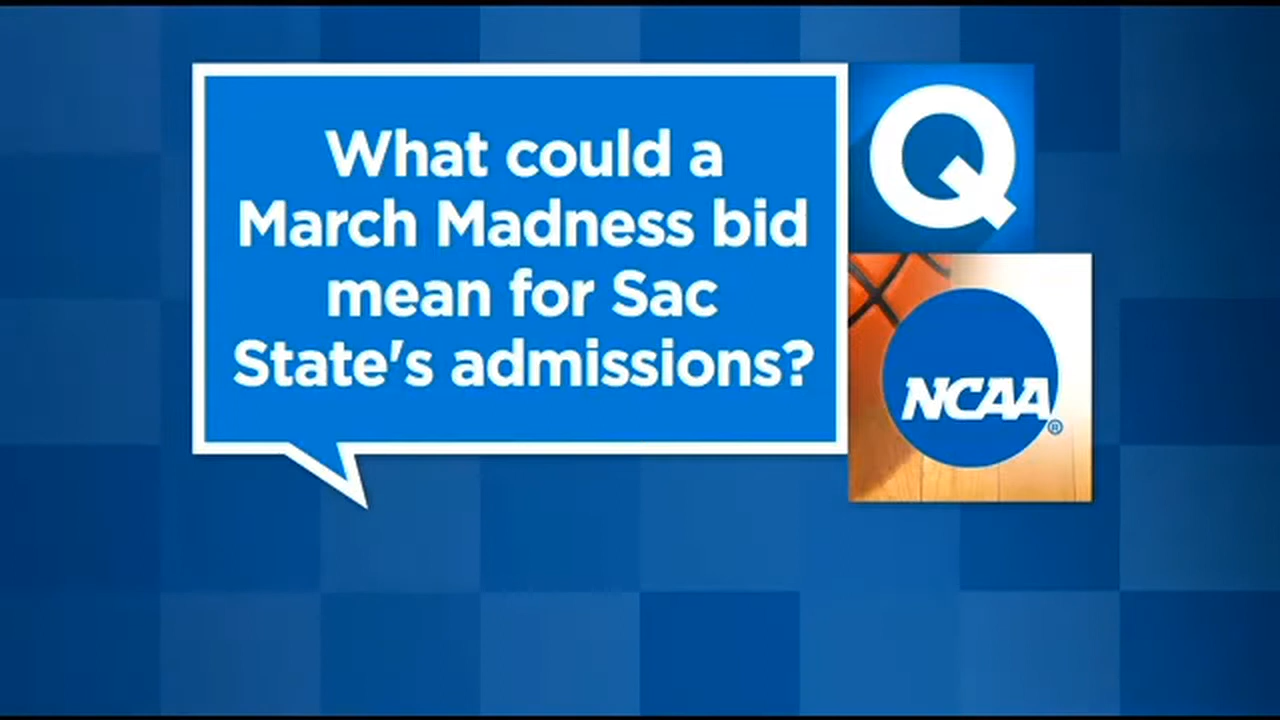 What could a
March Madness bid
mean for Sac
State's admissions?
Q
NCAA
®